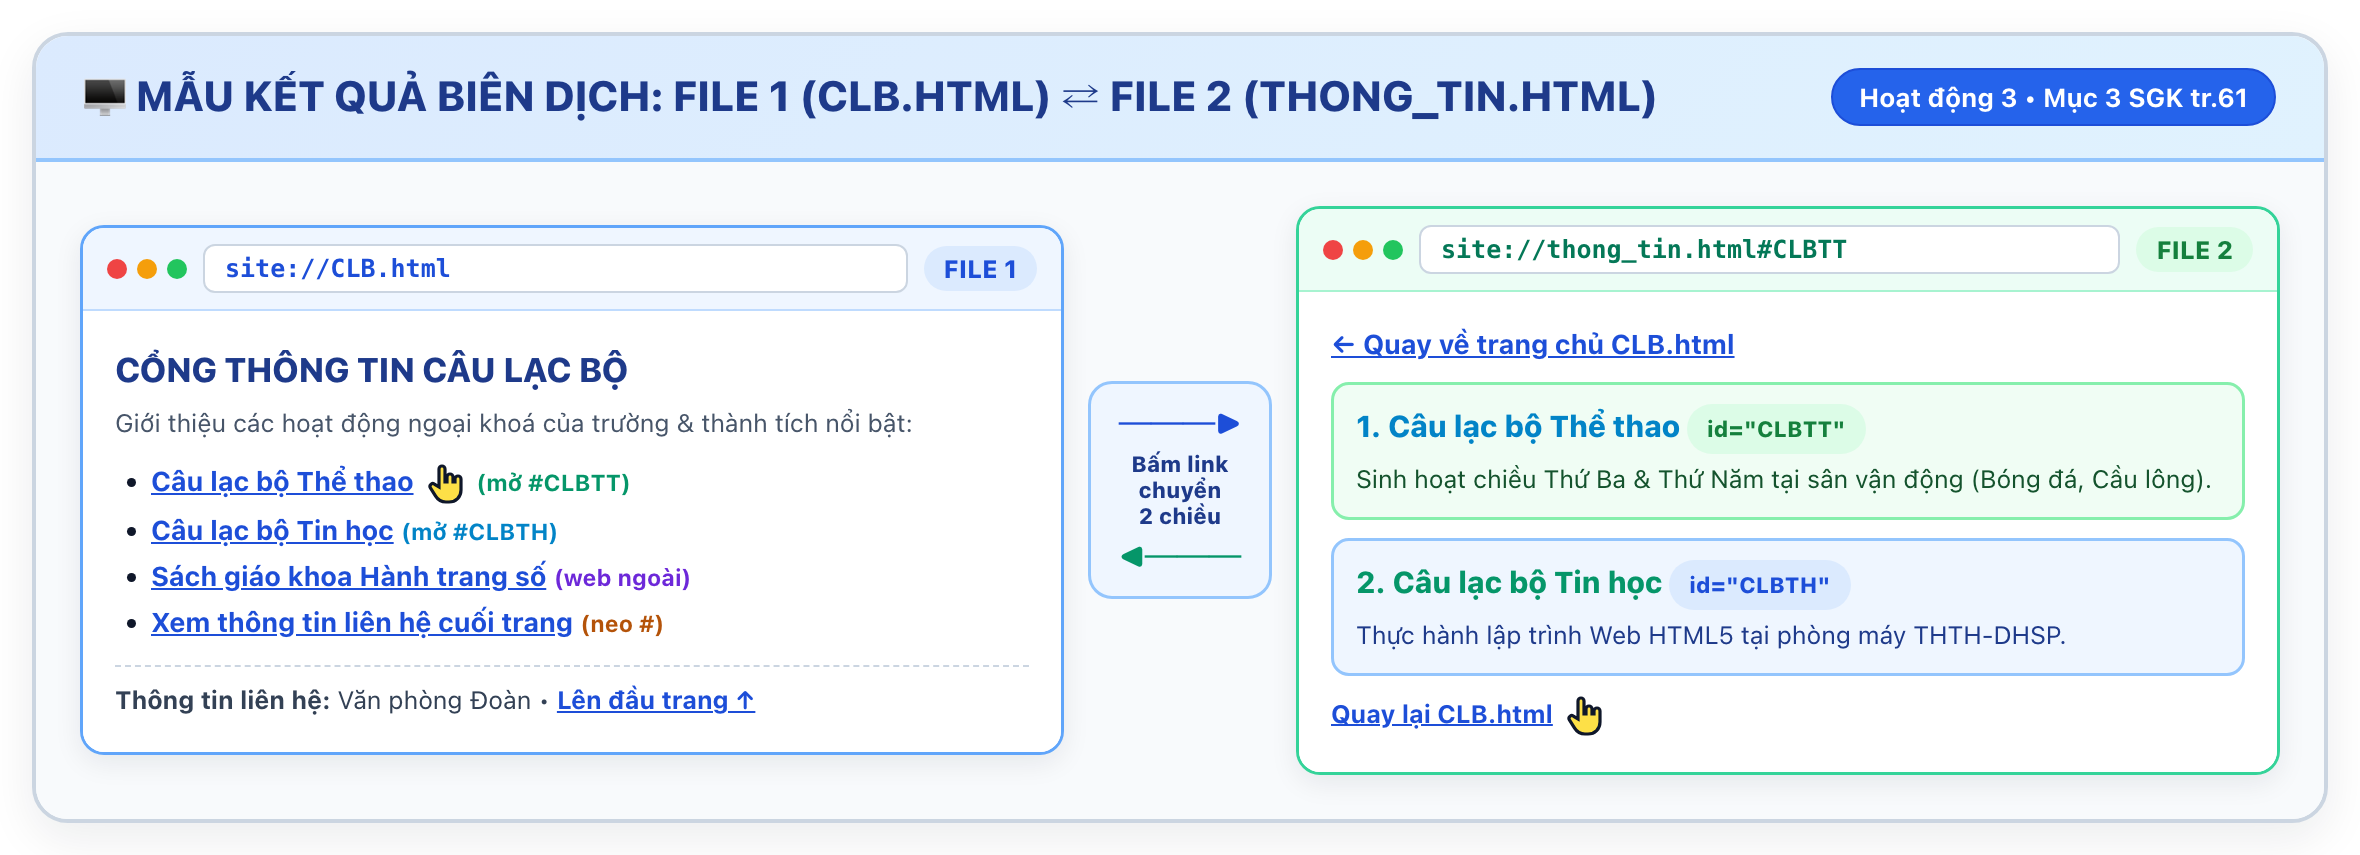 MẪU KẾT QUẢ BIÊN DỊCH: FILE 1 (CLB.HTML) ⇄ FILE 2 (THONG_TIN.HTML)
Hoạt động 3 • Mục 3 SGK tr.61
site://CLB.html
FILE 1
CỔNG THÔNG TIN CÂU LẠC BỘ
Giới thiệu các hoạt động ngoại khoá của trường & thành tích nổi bật:
• Câu lạc bộ Thể thao (mở #CLBTT)
• Câu lạc bộ Tin học (mở #CLBTH)
• Sách giáo khoa Hành trang số (web ngoài)
• Xem thông tin liên hệ cuối trang (neo #)
Thông tin liên hệ: Văn phòng Đoàn • Lên đầu trang ↑
Bấm link
chuyển
2 chiều
site://thong_tin.html#CLBTT
FILE 2
← Quay về trang chủ CLB.html
1. Câu lạc bộ Thể thao id="CLBTT"
Sinh hoạt chiều Thứ Ba & Thứ Năm tại sân vận động (Bóng đá, Cầu lông).
2. Câu lạc bộ Tin học id="CLBTH"
Thực hành lập trình Web HTML5 tại phòng máy THTH-DHSP.
Quay lại CLB.html